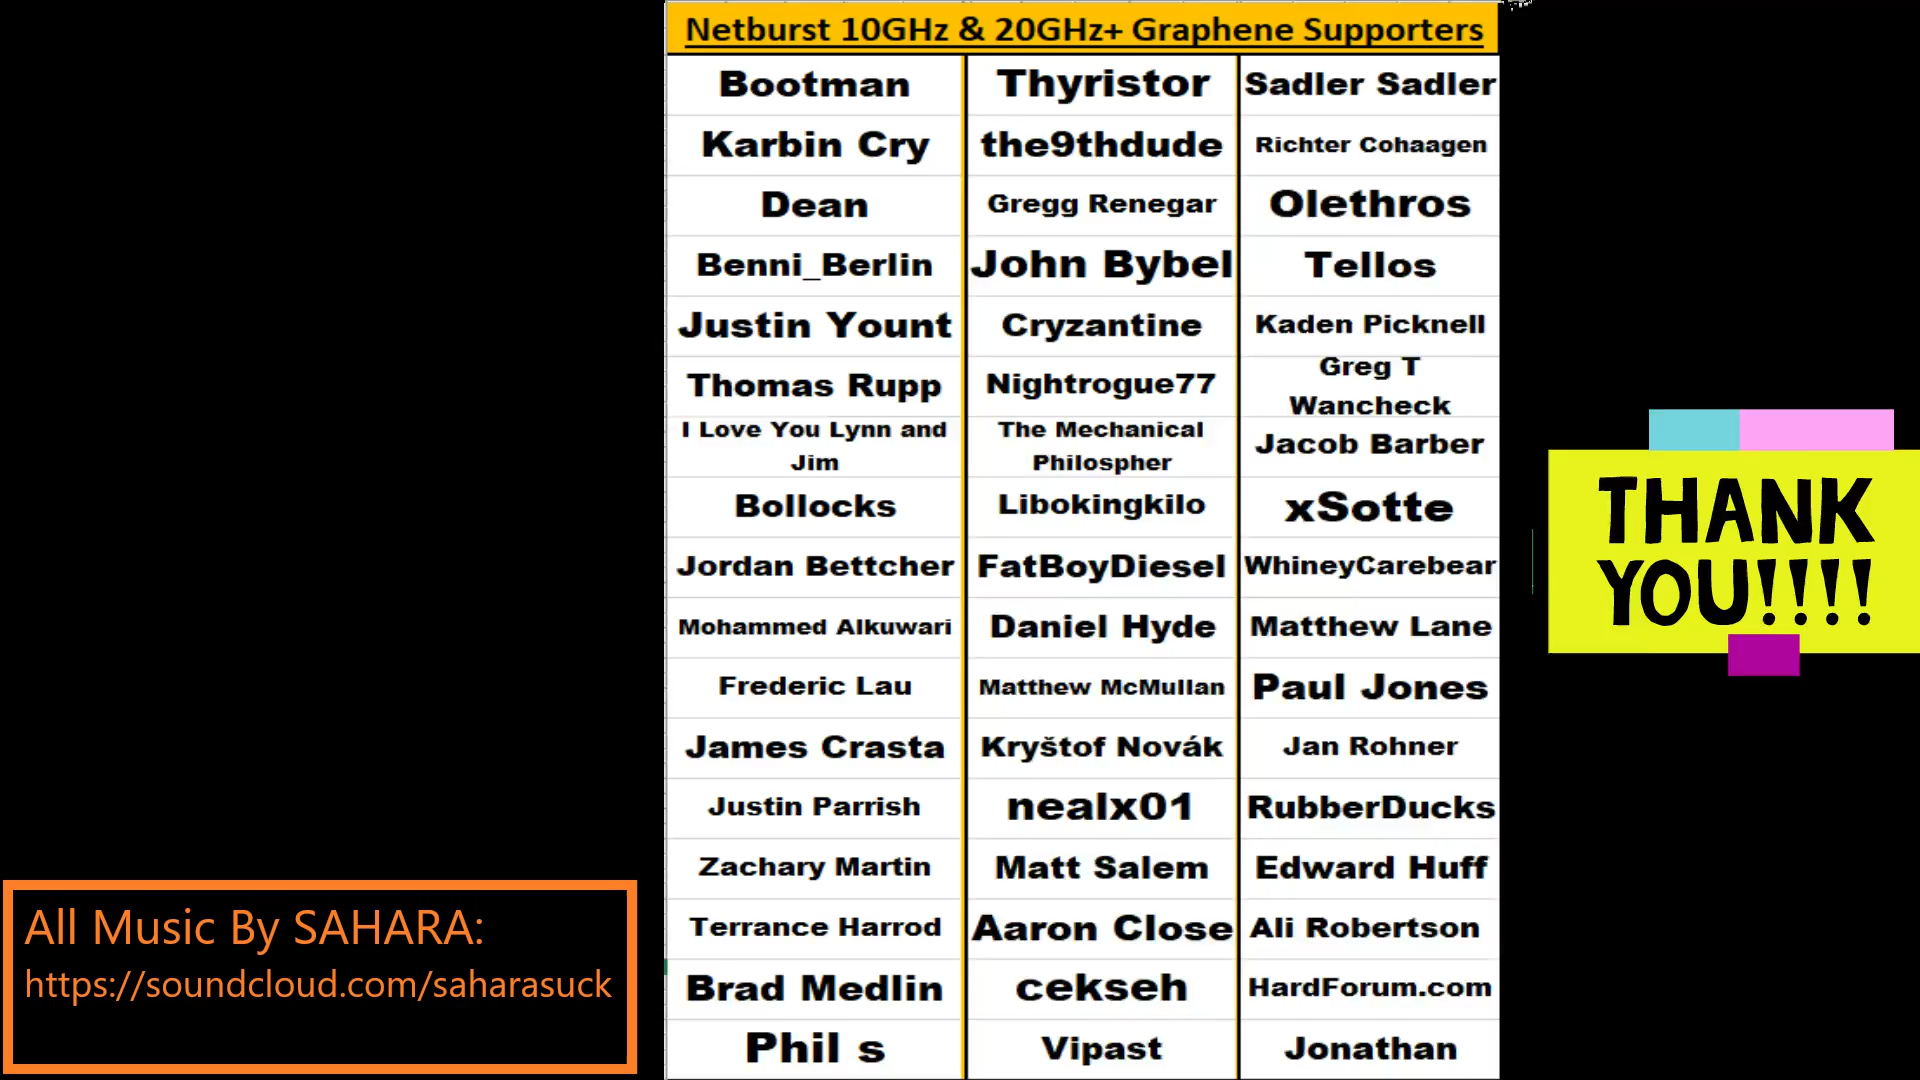 Netburst 10GHz & 20GHz+ Graphene Supporters
Bootman Thyristor Sadler Sadler
Karbin Cry the9thdude Richter Cohaagen
Dean Gregg Renegar Olethros
Benni_Berlin John Bybel Tellos
Justin Yount Cryzantine Kaden Picknell
Thomas Rupp Nightrogue77 Greg T
Wancheck
I Love You Lynn and The Mechanical Jacob Barber
Jim Philospher
Bollocks Libokingkilo xSotte
Jordan Bettcher FatBoyDiesel WhineyCarebear
Mohammed Alkuwari Daniel Hyde Matthew Lane
Frederic Lau Matthew McMullan Paul Jones
James Crasta Kryštof Novák Jan Rohner
Justin Parrish nealx01 RubberDucks
Zachary Martin Matt Salem Edward Huff
Terrance Harrod Aaron Close Ali Robertson
Brad Medlin cekseh HardForum.com
Phil s Vipast Jonathan
THANK
YOU!!!!
All Music By SAHARA:
https://soundcloud.com/saharasuck